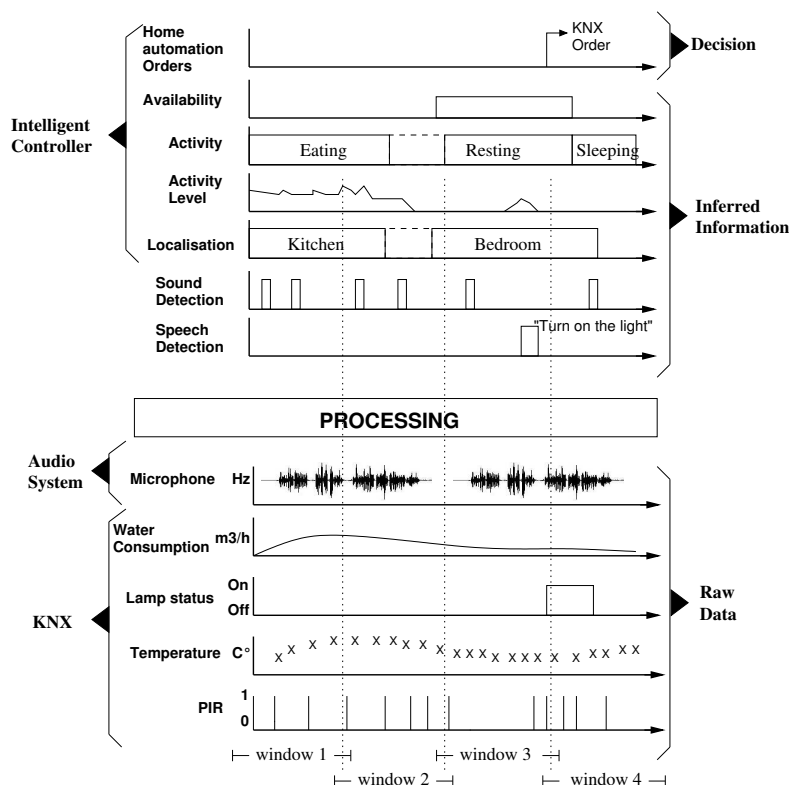 Home
automation
Orders
KNX
Order
Decision
Availability
Intelligent
Controller
Activity
Eating
Resting
Sleeping
Activity
Level
Inferred
Information
Localisation
Kitchen
Bedroom
Sound
Detection
Speech
Detection
"Turn on the light"
PROCESSING
Audio
System
Microphone Hz
Water
Consumption m3/h
Lamp status On
Off
Raw
Data
KNX
Temperature C°
x x x x x x x x x x x x x x x x x x x x x x x x
PIR 1
0
window 1
window 3
window 2
window 4